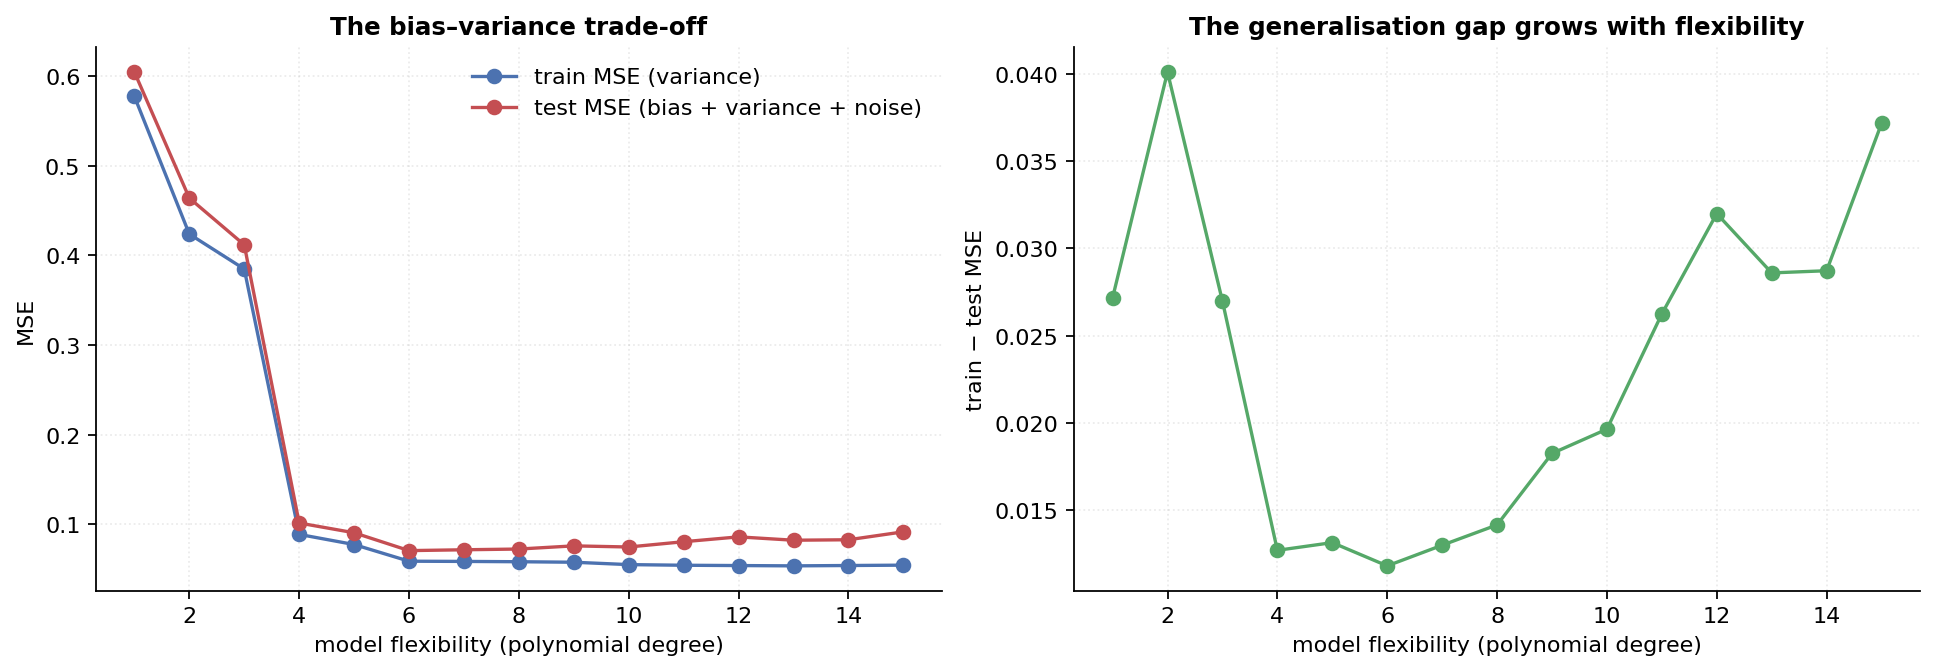 The bias–variance trade-off
train MSE (variance)
test MSE (bias + variance + noise)
MSE
0.6
0.5
0.4
0.3
0.2
0.1
2 4 6 8 10 12 14
model flexibility (polynomial degree)
The generalisation gap grows with flexibility
train − test MSE
0.040
0.035
0.030
0.025
0.020
0.015
2 4 6 8 10 12 14
model flexibility (polynomial degree)